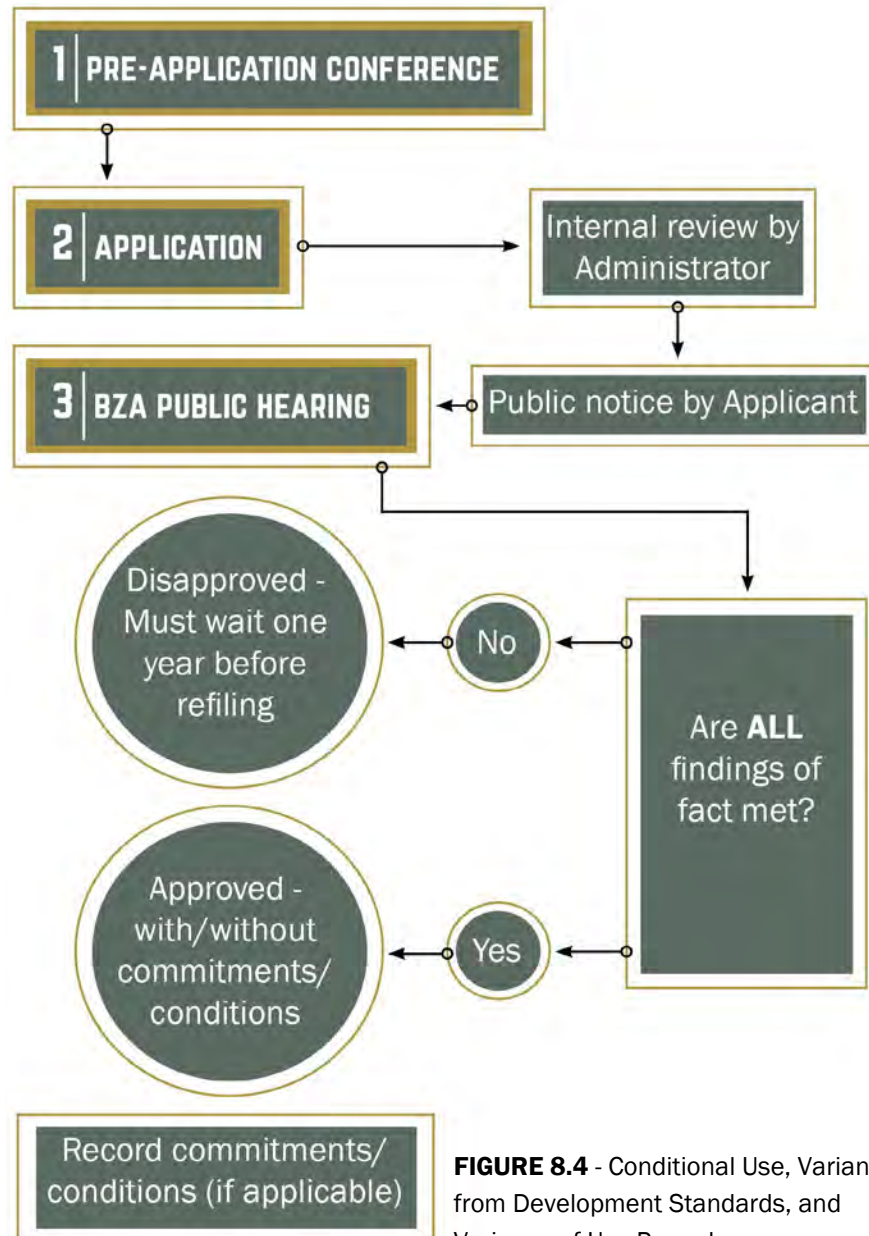 1 PRE-APPLICATION CONFERENCE
2 APPLICATION
Internal review by
Administrator
Public notice by Applicant
3 BZA PUBLIC HEARING
Are ALL
findings of
fact met?
No
Disapproved -
Must wait one
year before
refiling
Yes
Approved -
with/without
commitments/
conditions
Record commitments/
conditions (if applicable)
FIGURE 8.4 - Conditional Use, Varian
from Development Standards, and